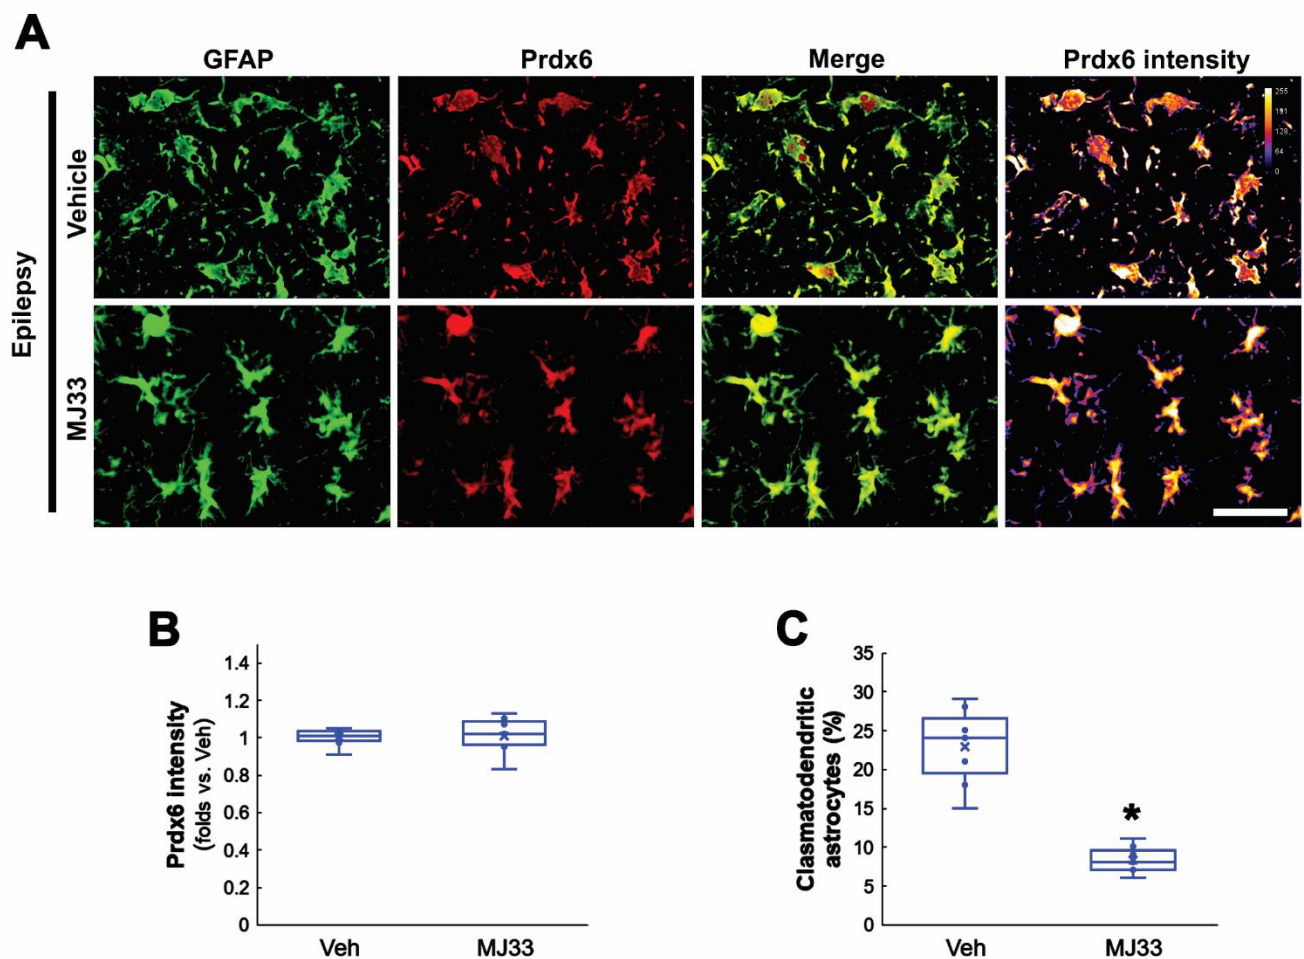 A
GFAP
Prdx6
Merge
Prdx6 intensity
Epilepsy
Vehicle
MJ33
255
191
128
64
0
B
Prdx6 intensity
(folds vs. Veh)
1.4
1.2
1
0.8
0.6
0.4
0.2
0
Veh
MJ33
C
Clasmatodendritic
astrocytes (%)
35
30
25
20
15
10
5
0
*
Veh
MJ33